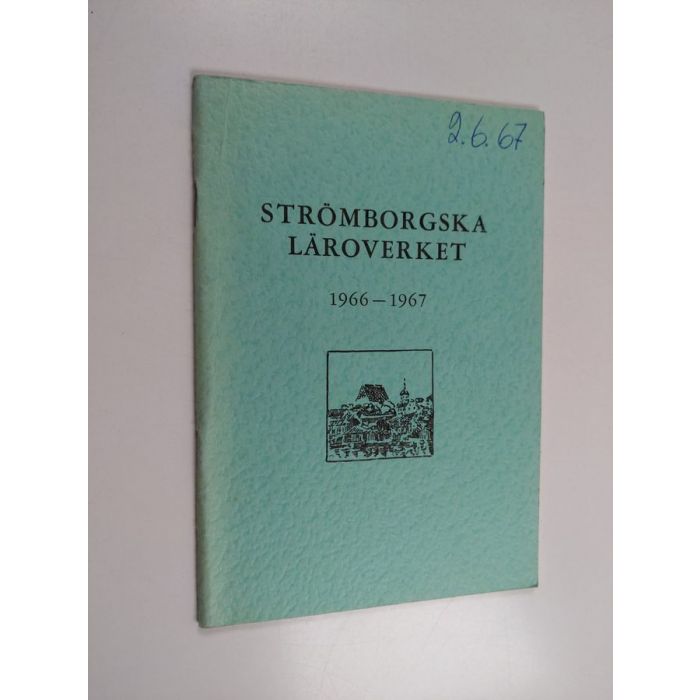 2.6.67
STRÖMBORGSKA
LÄROVERKET
1966 – 1967